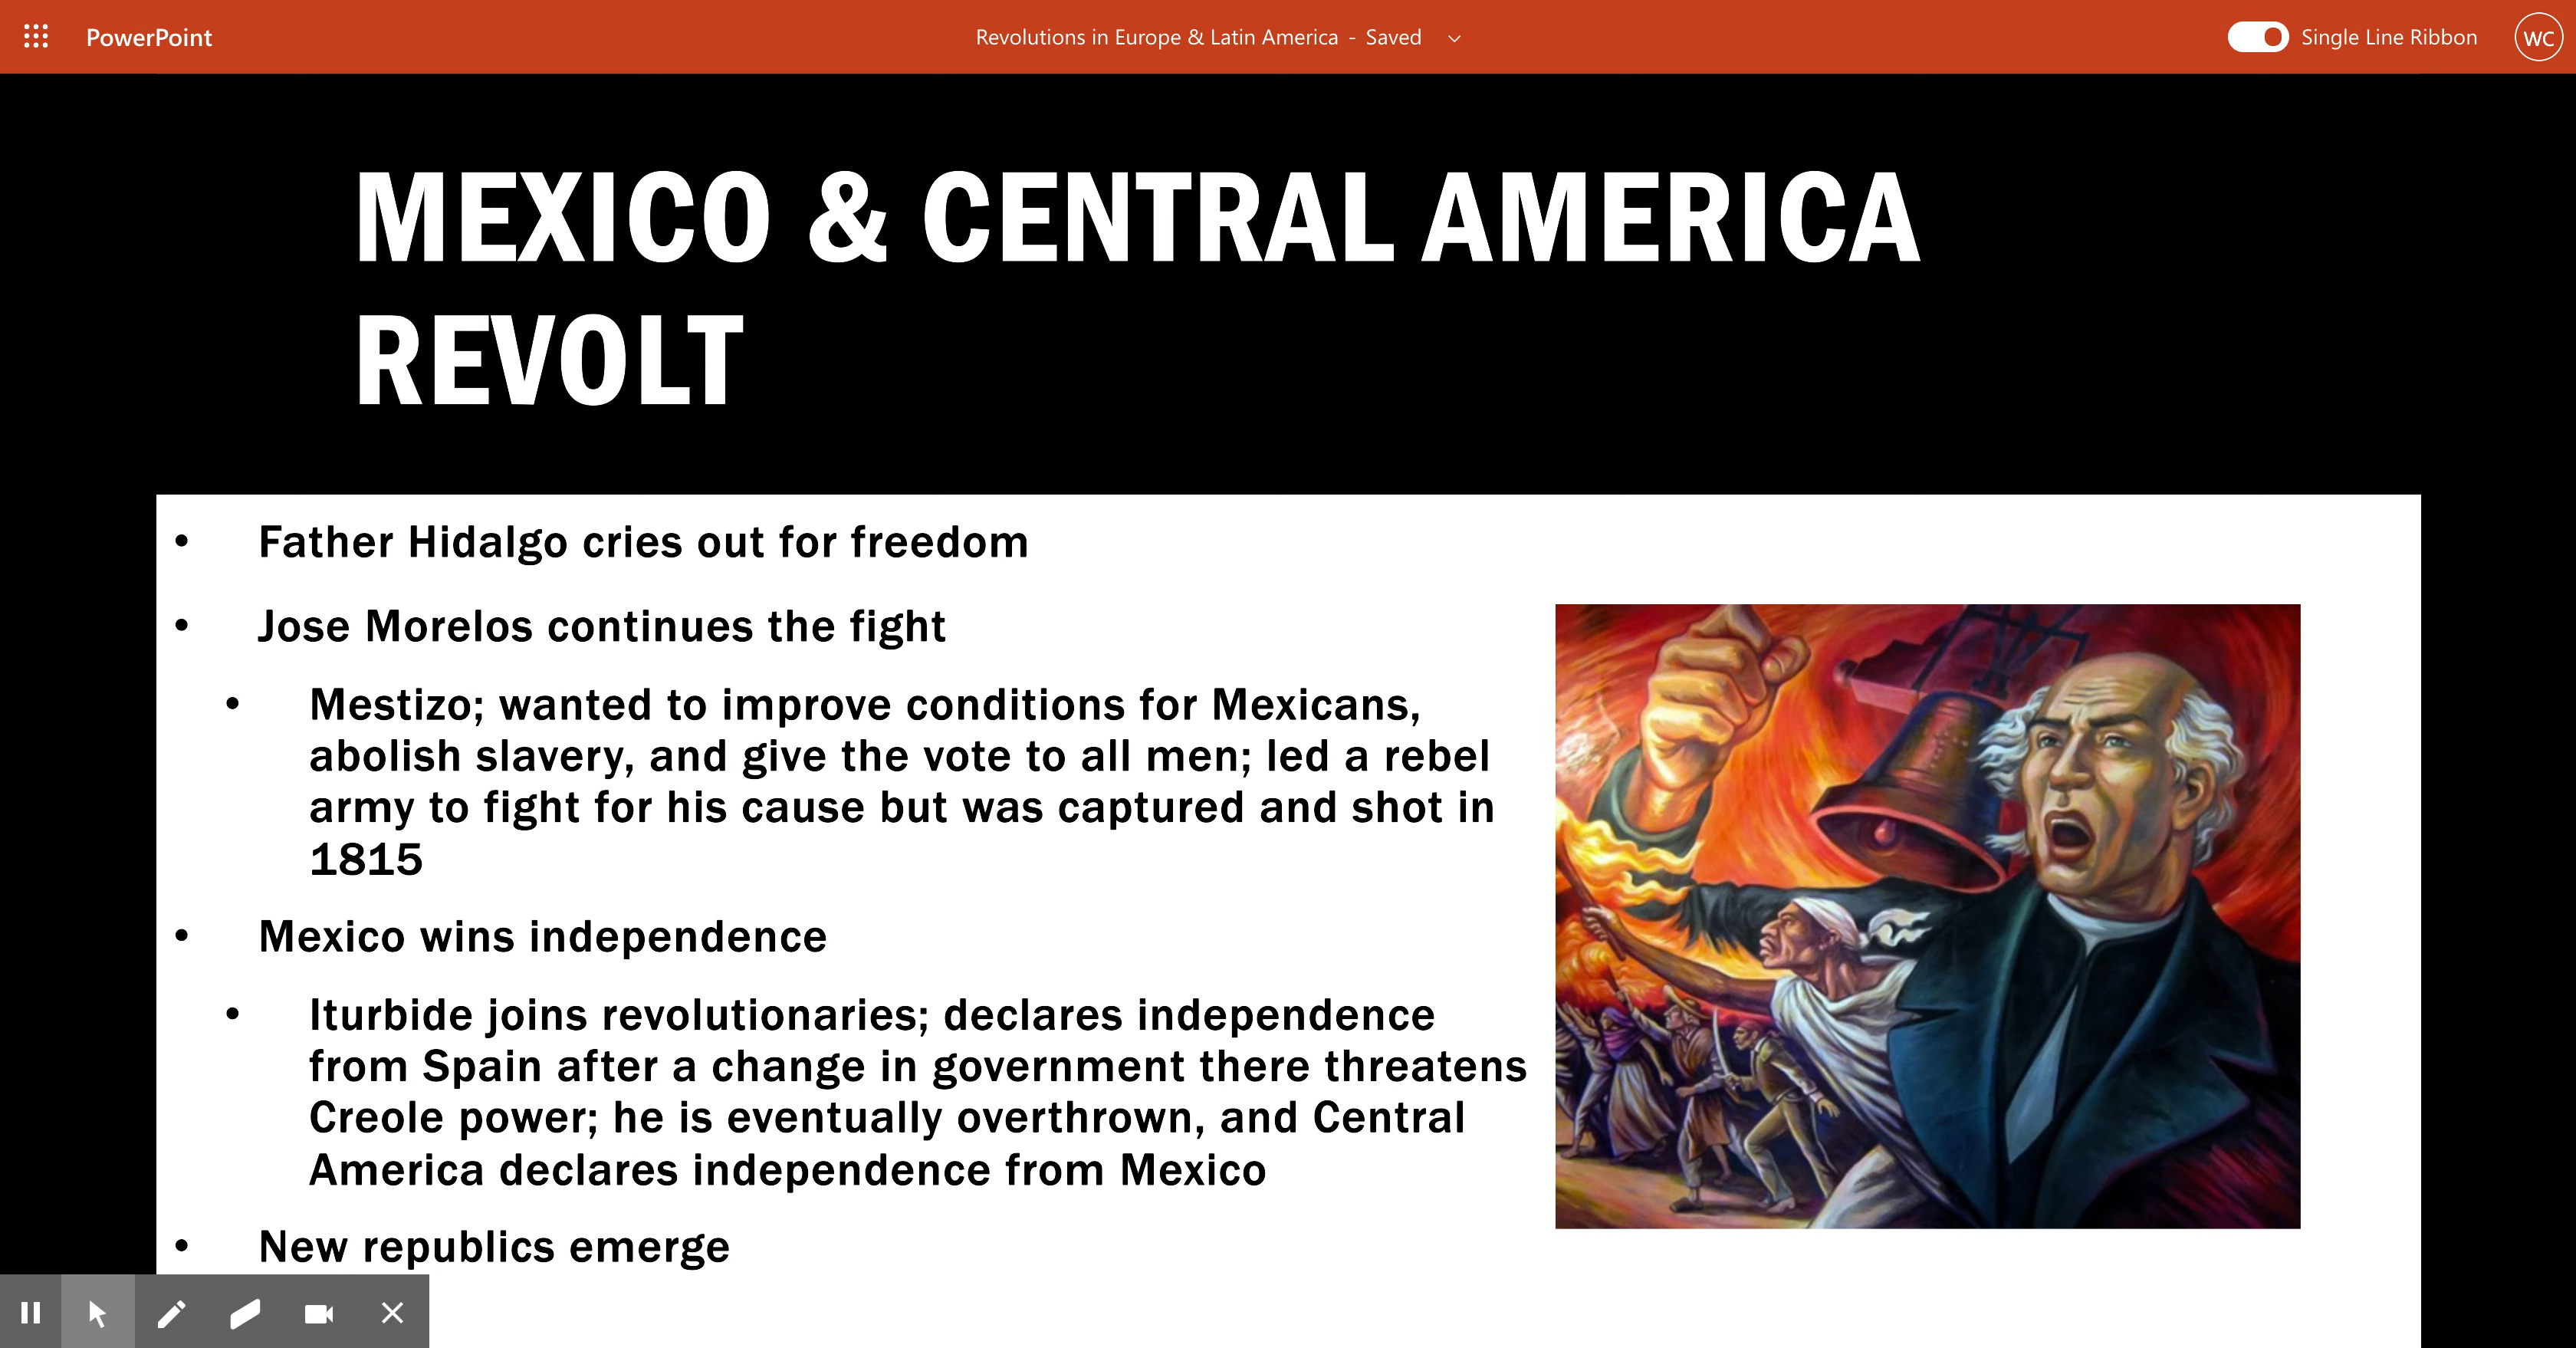 PowerPoint
Revolutions in Europe & Latin America - Saved
Single Line Ribbon
WC
MEXICO & CENTRAL AMERICA
REVOLT
• Father Hidalgo cries out for freedom
• Jose Morelos continues the fight
• Mestizo; wanted to improve conditions for Mexicans,
abolish slavery, and give the vote to all men; led a rebel
army to fight for his cause but was captured and shot in
1815
• Mexico wins independence
• Iturbide joins revolutionaries; declares independence
from Spain after a change in government there threatens
Creole power; he is eventually overthrown, and Central
America declares independence from Mexico
• New republics emerge